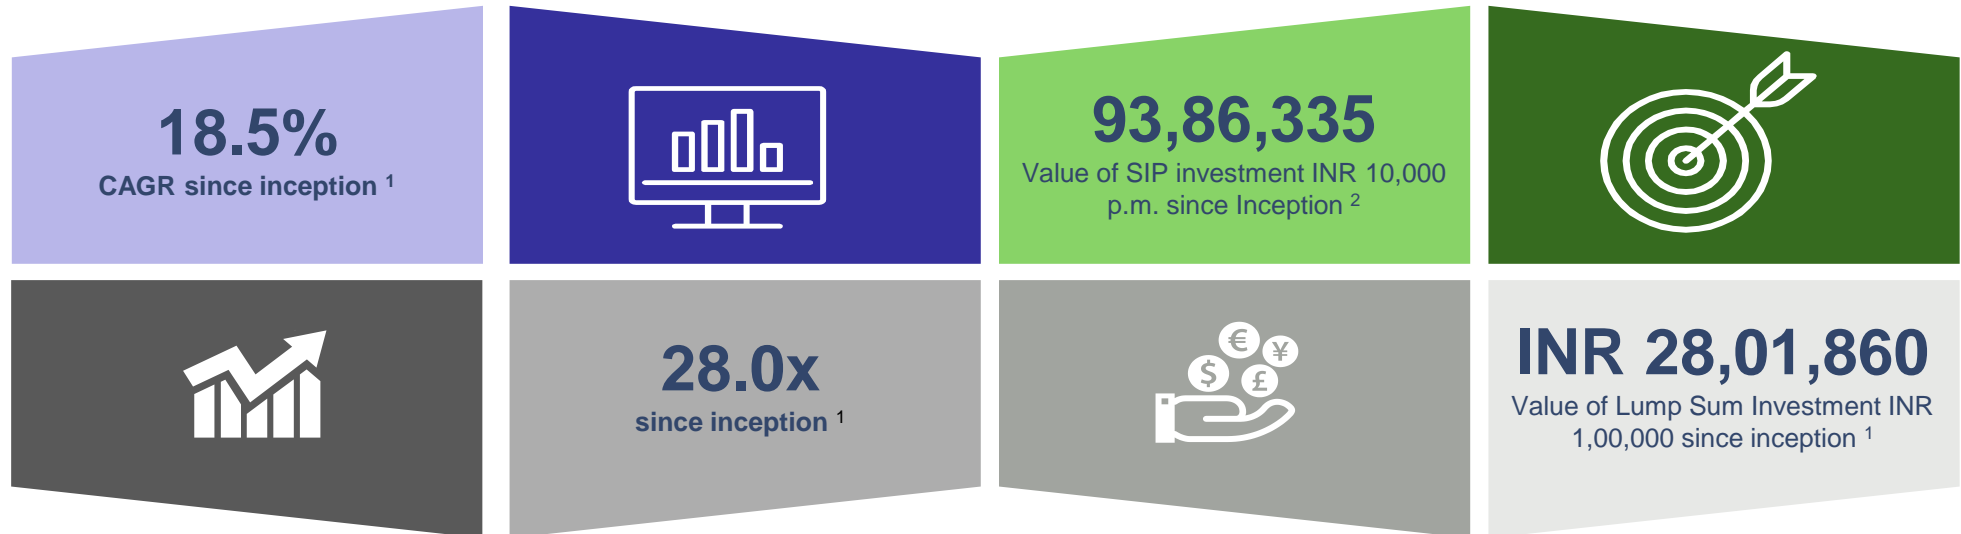 18.5%
CAGR since inception 1
93,86,335
Value of SIP investment INR 10,000
p.m. since Inception 2
28.0x
since inception 1
€
¥
$
£
INR 28,01,860
Value of Lump Sum Investment INR
1,00,000 since inception 1